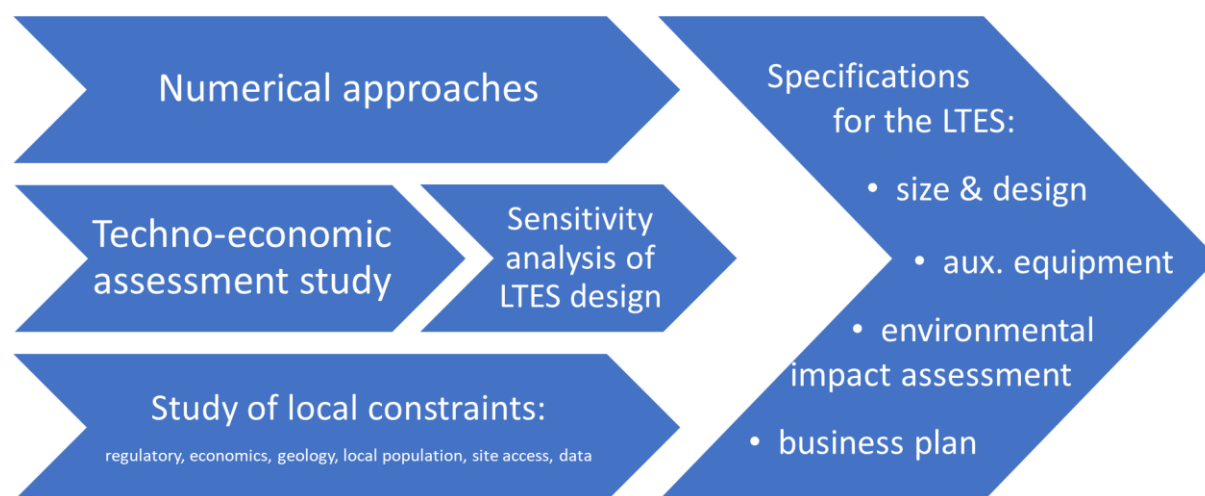 Numerical approaches
Techno-economic
assessment study
Sensitivity
analysis of
LTES design
Study of local constraints:
regulatory, economics, geology, local population, site access, data
Specifications
for the LTES:
• size & design
• aux. equipment
• environmental
impact assessment
• business plan